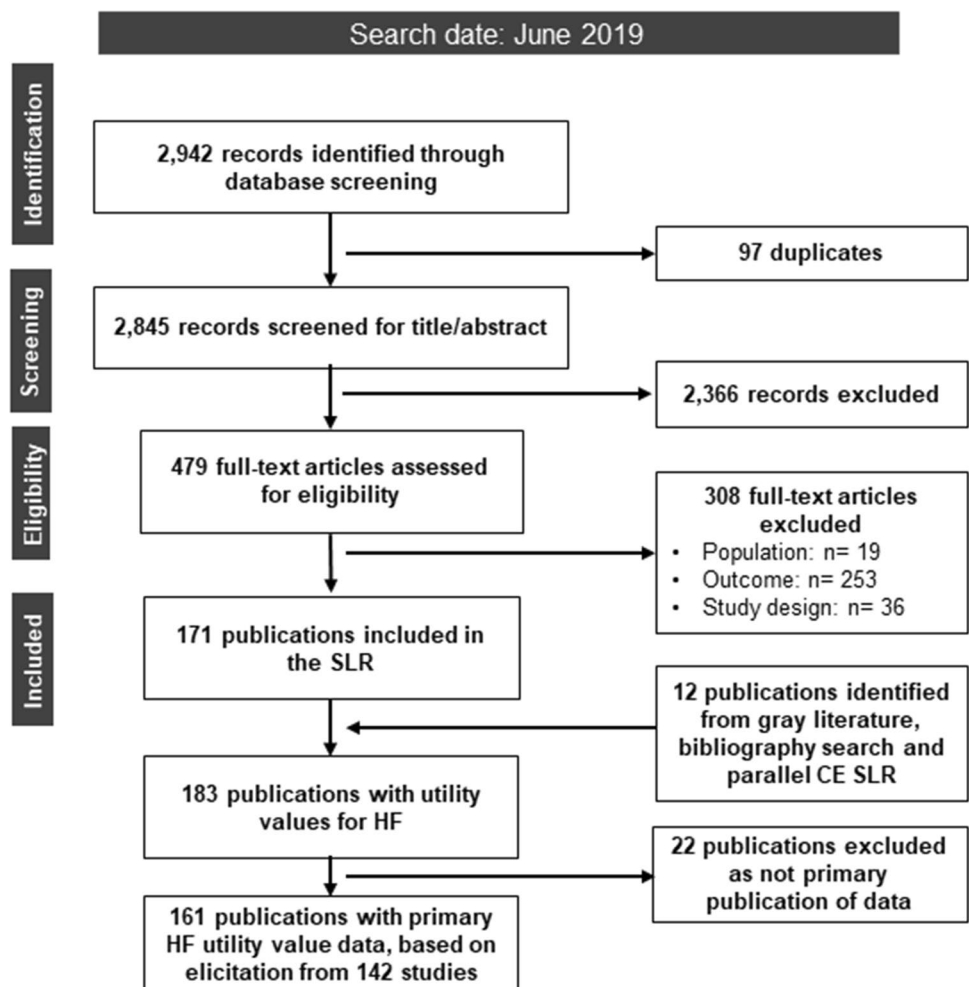 Search date: June 2019
Identification
2,942 records identified through
database screening
97 duplicates
Screening
2,845 records screened for title/abstract
2,366 records excluded
Eligibility
479 full-text articles assessed
for eligibility
308 full-text articles
excluded
• Population: n= 19
• Outcome: n= 253
• Study design: n= 36
Included
171 publications included in
the SLR
12 publications identified
from gray literature,
bibliography search and
parallel CE SLR
183 publications with utility
values for HF
22 publications excluded
as not primary
publication of data
161 publications with primary
HF utility value data, based on
elicitation from 142 studies